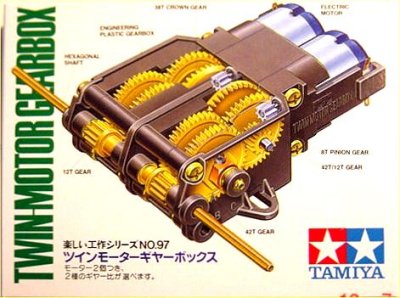 TWIN-MOTOR GEARBOX
38T CROWN GEAR
ENGINEERING
PLASTIC GEARBOX
ELECTRIC
MOTOR
HEXAGONAL
SHAFT
TWIN-MOTOR GEARBOX
8T PINION GEAR
42T/12T GEAR
12T GEAR
B C
42T GEAR
楽しい工作シリーズNO.97
ツインモーターギヤーボックス
モーター2個つき、
2種のギヤー比が選べます。
TAMIYA